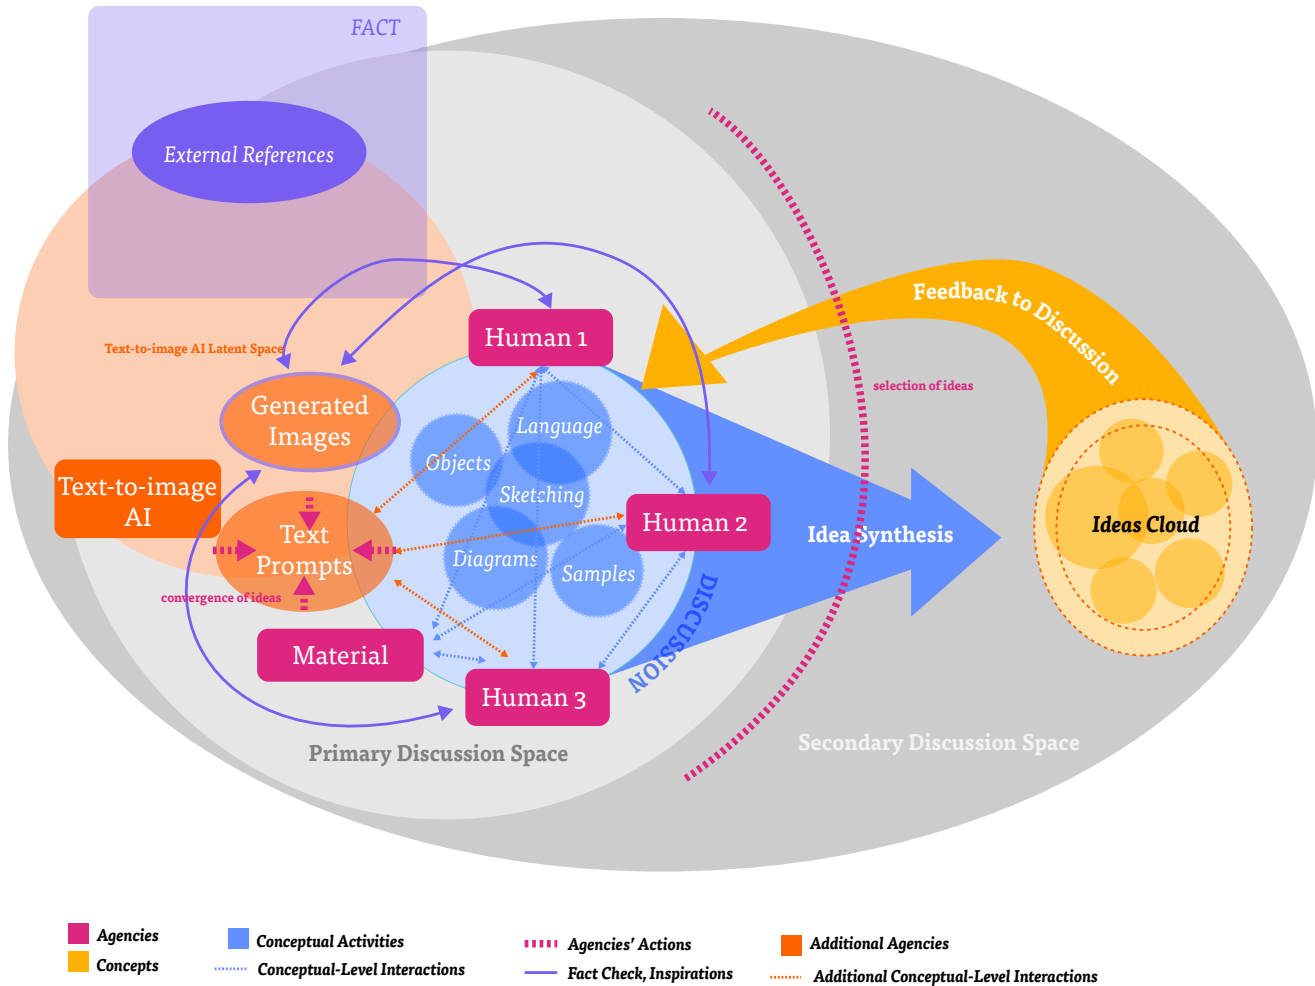 FACT
External References
Text-to-image AI Latent Space
Generated
Images
Text-to-image
AI
Text
Prompts
convergence of ideas
Material
Human 1
Human 2
Human 3
Language
Objects
Sketching
Diagrams
Samples
DISCUSSION
Idea Synthesis
selection of ideas
Feedback to Discussion
Ideas Cloud
Primary Discussion Space
Secondary Discussion Space
Agencies
Concepts
Conceptual Activities
Conceptual-Level Interactions
Agencies' Actions
Fact Check, Inspirations
Additional Agencies
Additional Conceptual-Level Interactions